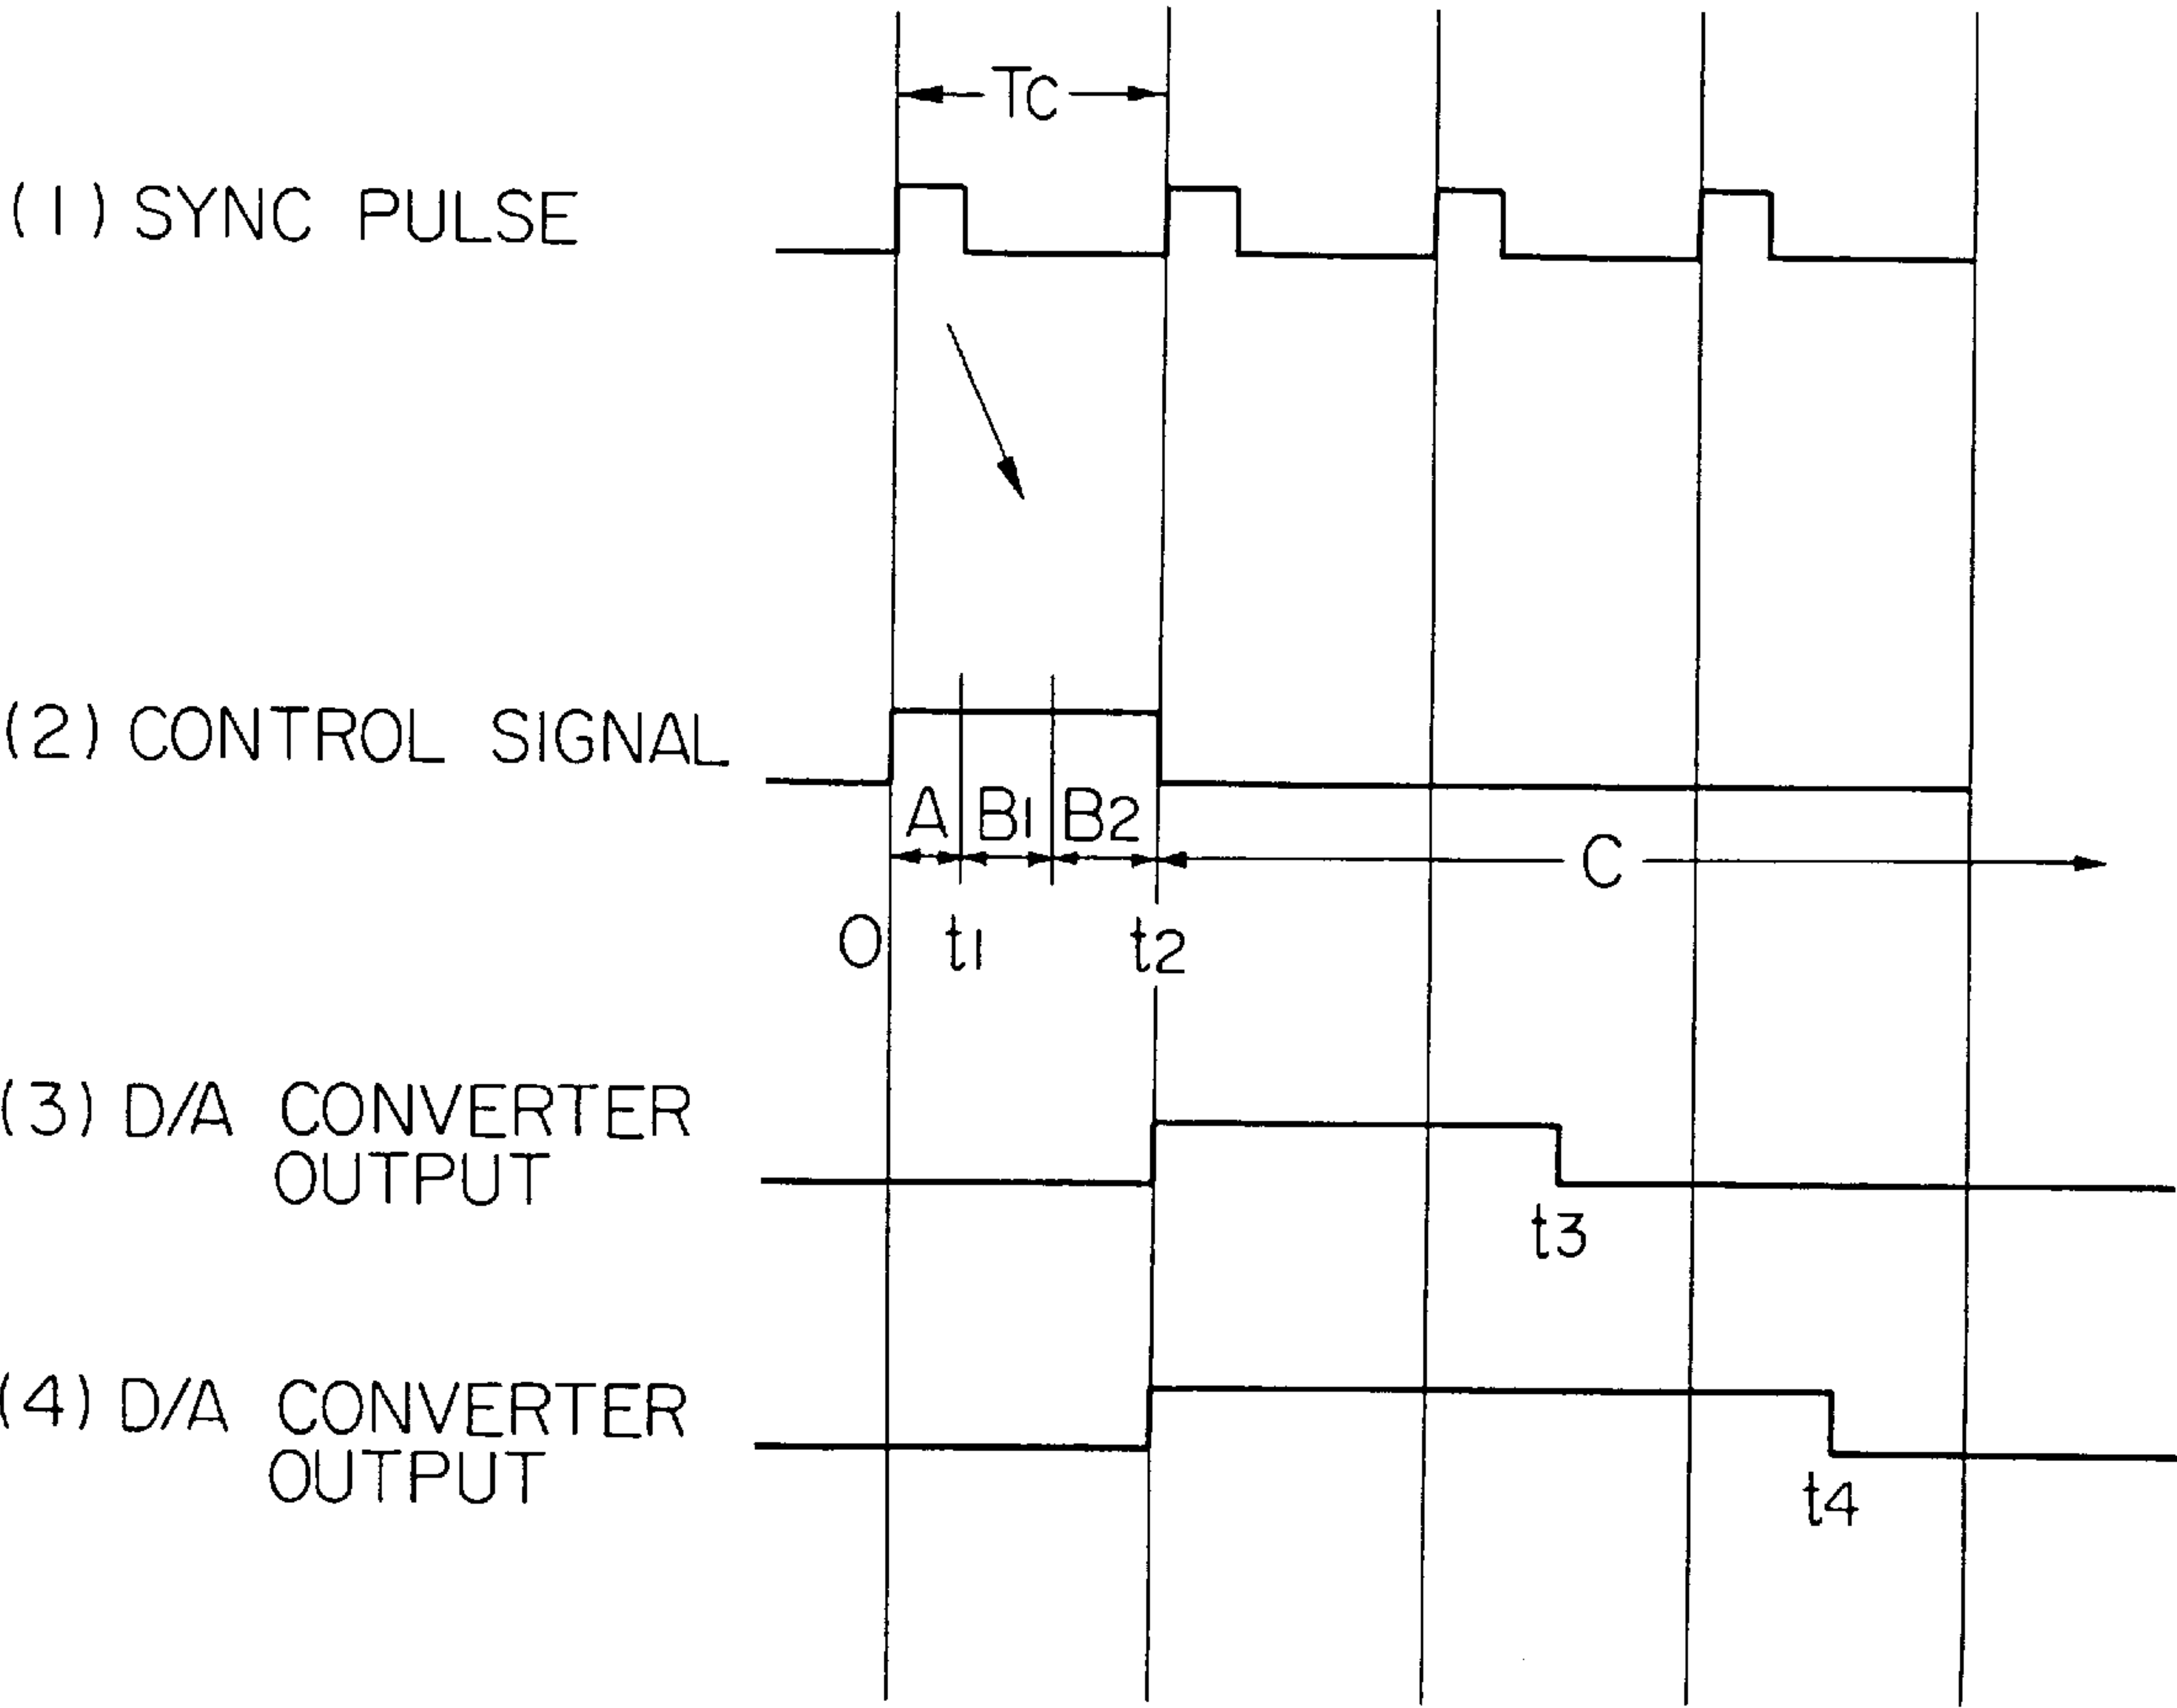 TC
(1) SYNC PULSE
(2) CONTROL SIGNAL
A B1 B2
C
0 t1 t2
(3) D/A CONVERTER
OUTPUT
t3
(4) D/A CONVERTER
OUTPUT
t4